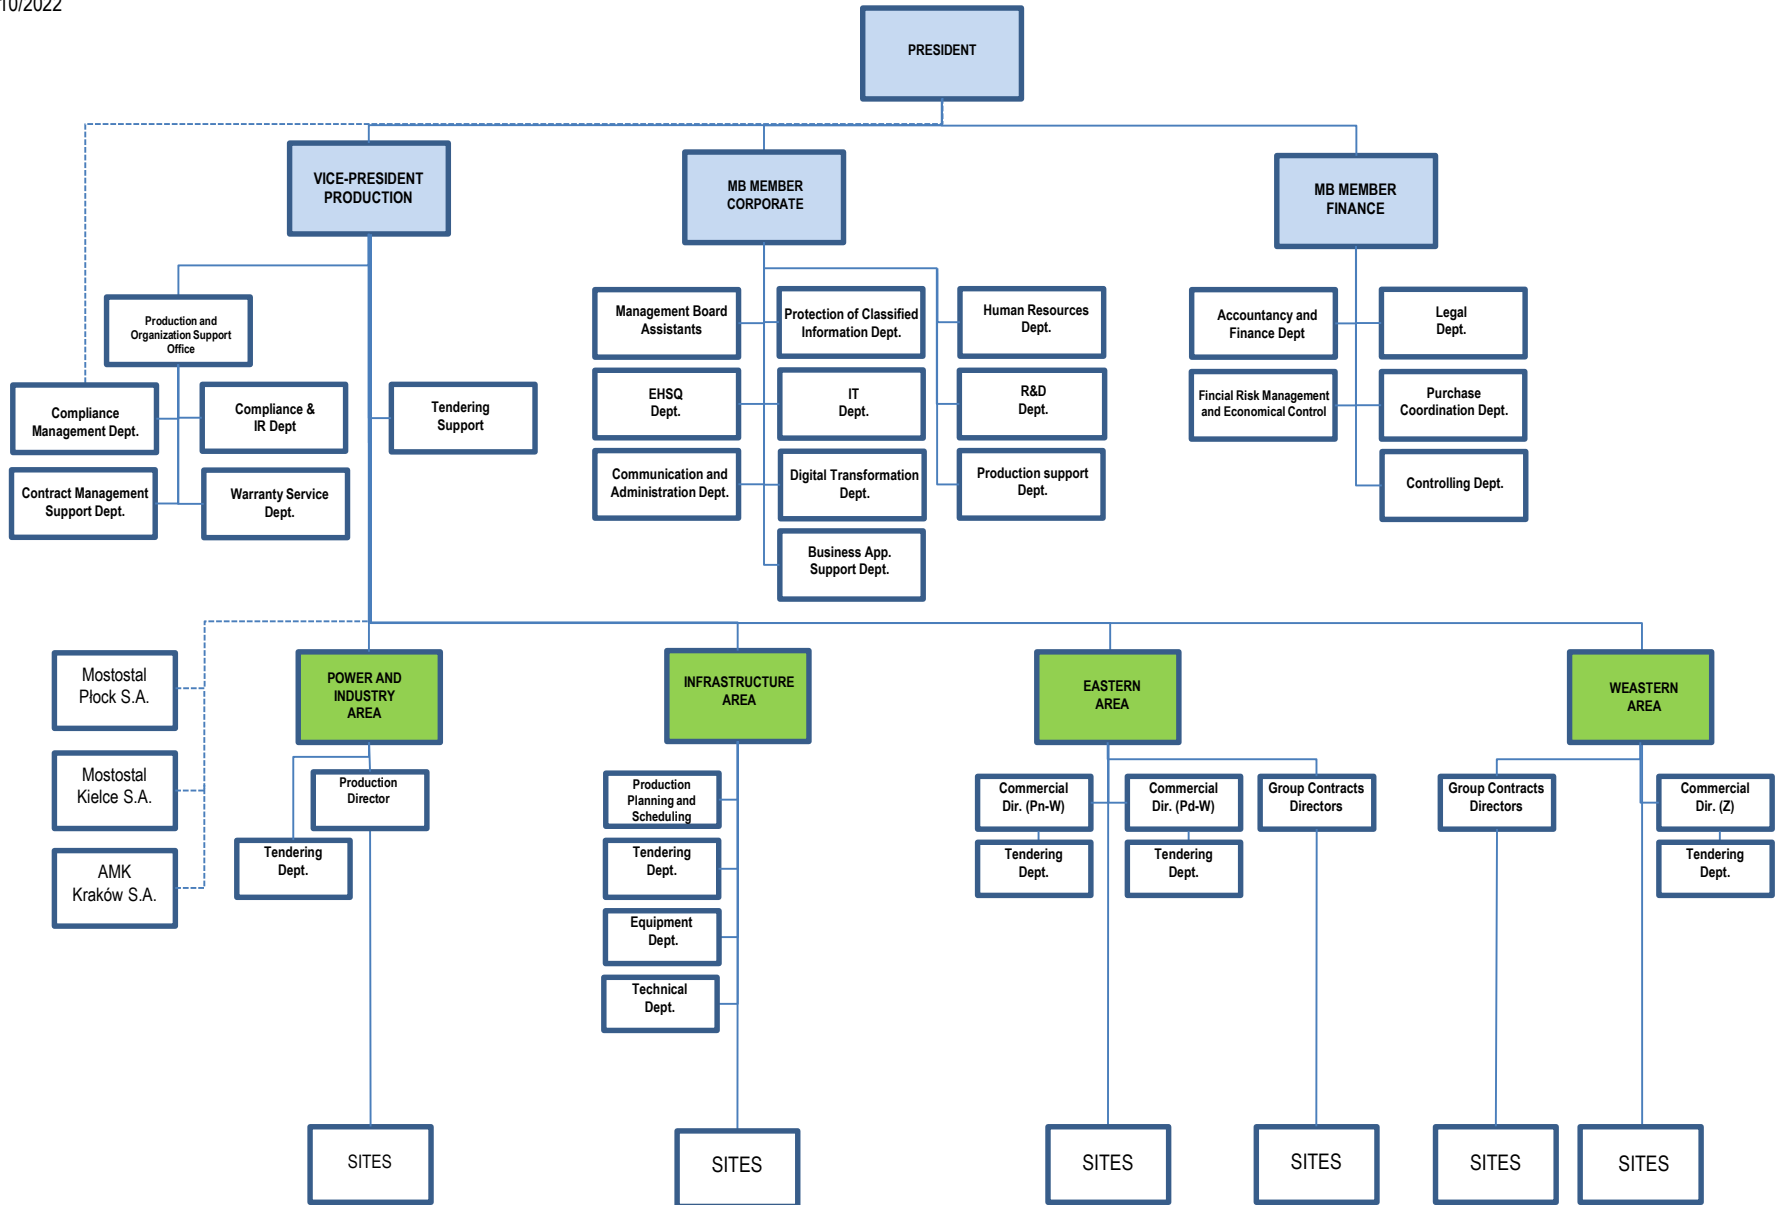 10/2022
PRESIDENT
VICE-PRESIDENT
PRODUCTION
MB MEMBER
CORPORATE
MB MEMBER
FINANCE
Production and
Organization Support
Office
Compliance
Management Dept.
Compliance &
IR Dept
Contract Management
Support Dept.
Warranty Service
Dept.
Tendering
Support
Management Board
Assistants
Protection of Classified
Information Dept.
Human Resources
Dept.
EHSQ
Dept.
IT
Dept.
R&D
Dept.
Communication and
Administration Dept.
Digital Transformation
Dept.
Production support
Dept.
Business App.
Support Dept.
Accountancy and
Finance Dept
Legal
Dept.
Fincial Risk Management
and Economical Control
Purchase
Coordination Dept.
Controlling Dept.
Mostostal
Płock S.A.
Mostostal
Kielce S.A.
AMK
Kraków S.A.
POWER AND
INDUSTRY
AREA
INFRASTRUCTURE
AREA
EASTERN
AREA
WEASTERN
AREA
Production
Director
Tendering
Dept.
Production
Planning and
Scheduling
Tendering
Dept.
Equipment
Dept.
Technical
Dept.
Commercial
Dir. (Pn-W)
Commercial
Dir. (Pd-W)
Group Contracts
Directors
Tendering
Dept.
Tendering
Dept.
Group Contracts
Directors
Commercial
Dir. (Z)
Tendering
Dept.
SITES
SITES
SITES
SITES
SITES
SITES